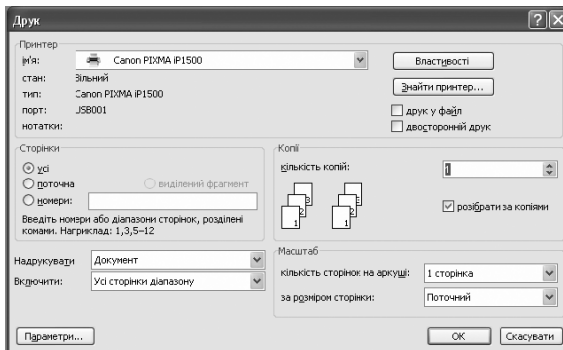 Друк
Принтер
ім'я: Canon PIXMA iP1500
Властивості
стан: Вільний
Знайти принтер...
тип: Canon PIXMA iP1500
порт: USB001
друк у файл
нотатки:
двосторонній друк
Сторінки
усі
поточна
виділений фрагмент
номери:
Введіть номери або діапазони сторінок, розділені
комами. Наприклад: 1,3,5–12
Копії
кількість копій: 1
розібрати за копіями
Надрукувати Документ
Включити: Усі сторінки діапазону
Масштаб
кількість сторінок на аркуші: 1 сторінка
за розміром сторінки: Поточний
Параметри...
ОК
Скасувати